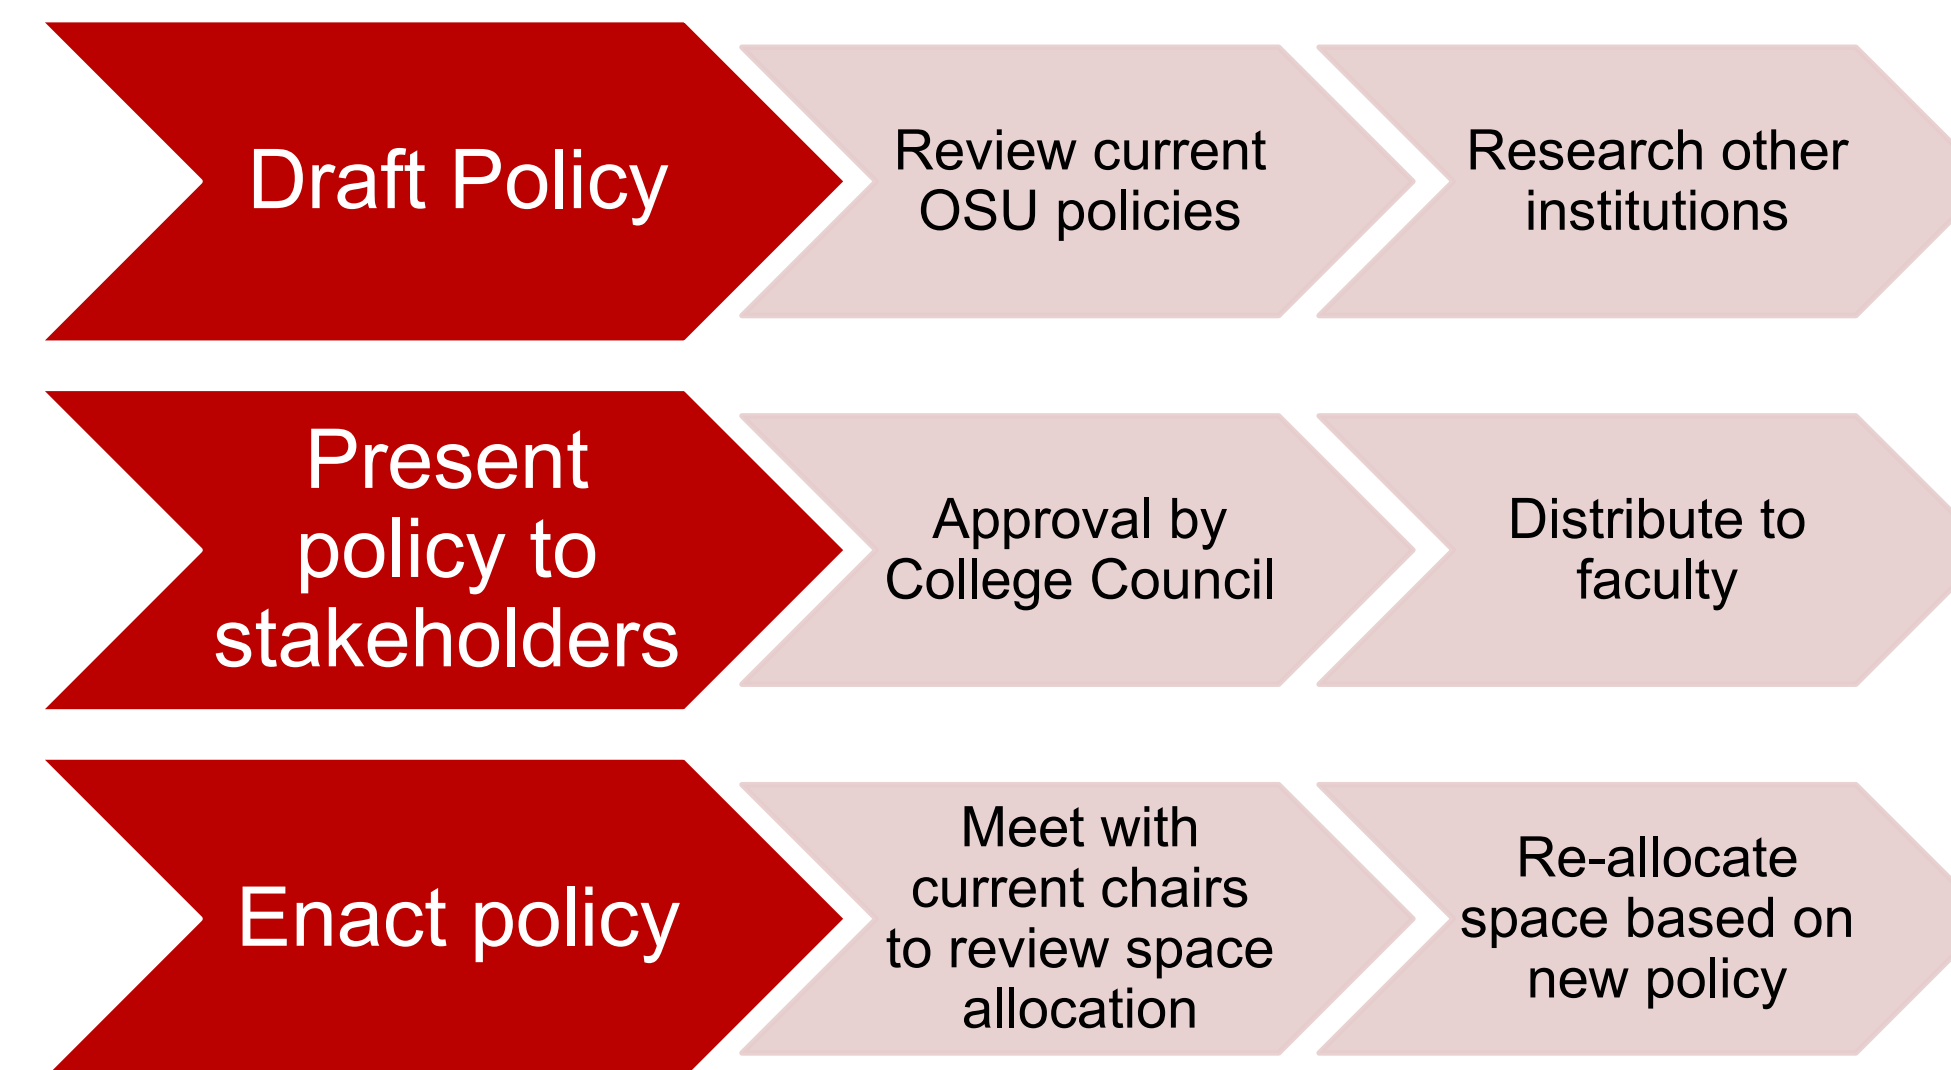 Draft Policy
Review current
OSU policies
Research other
institutions
Present
policy to
stakeholders
Approval by
College Council
Distribute to
faculty
Enact policy
Meet with
current chairs
to review space
allocation
Re-allocate
space based on
new policy